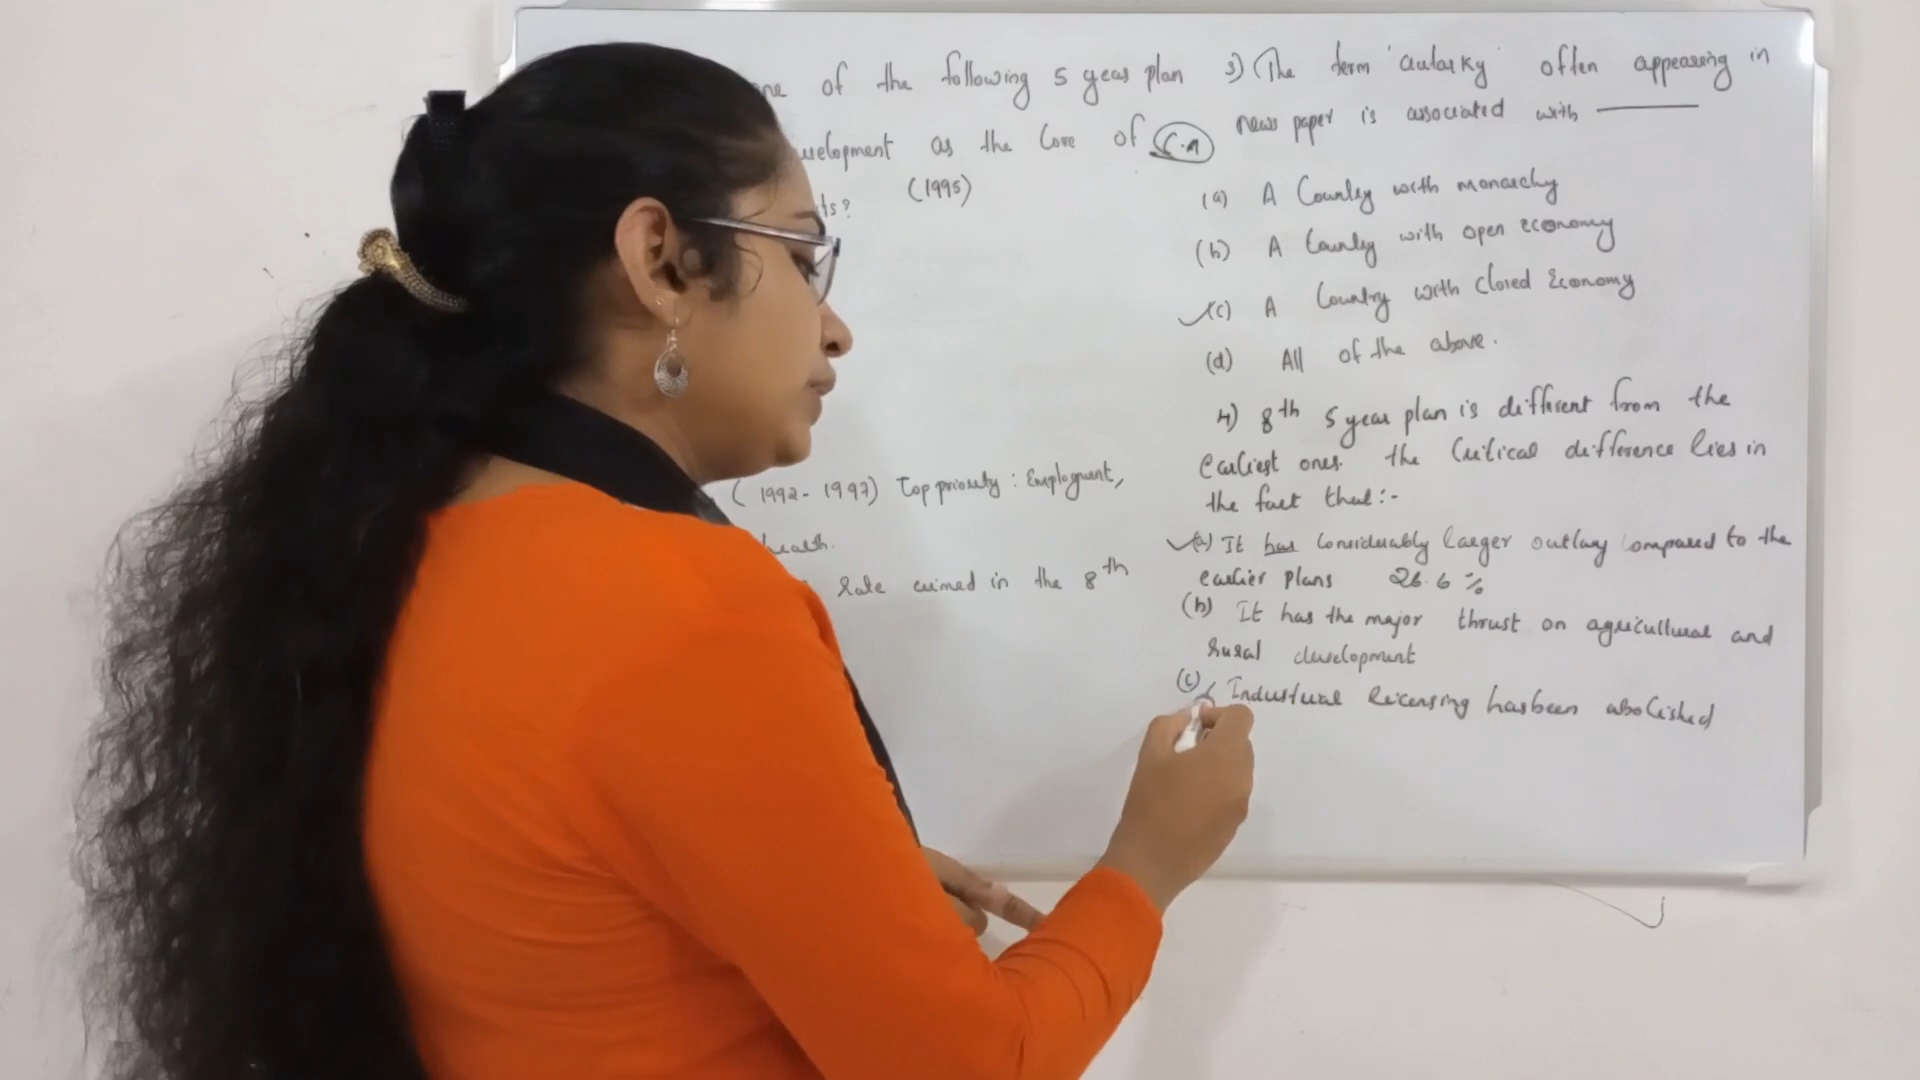 one of the following 5 year plan
development as the Core of
ts? (1995)
(1992-1997) Top priority: Employment,
health.
Rate aimed in the 8th
3) The term 'autarky' often appearing in
news paper is associated with ______
(a) A Country with monarchy
(b) A Country with open economy
(c) A Country with closed Economy
(d) All of the above.
4) 8th 5 year plan is different from the
earliest ones. the Critical difference lies in
the fact that:-
(a) It has Considerably larger outlay compared to the
earlier plans 26.6%
(b) It has the major thrust on agricultural and
rural development
(c) Industrial licensing has been abolished